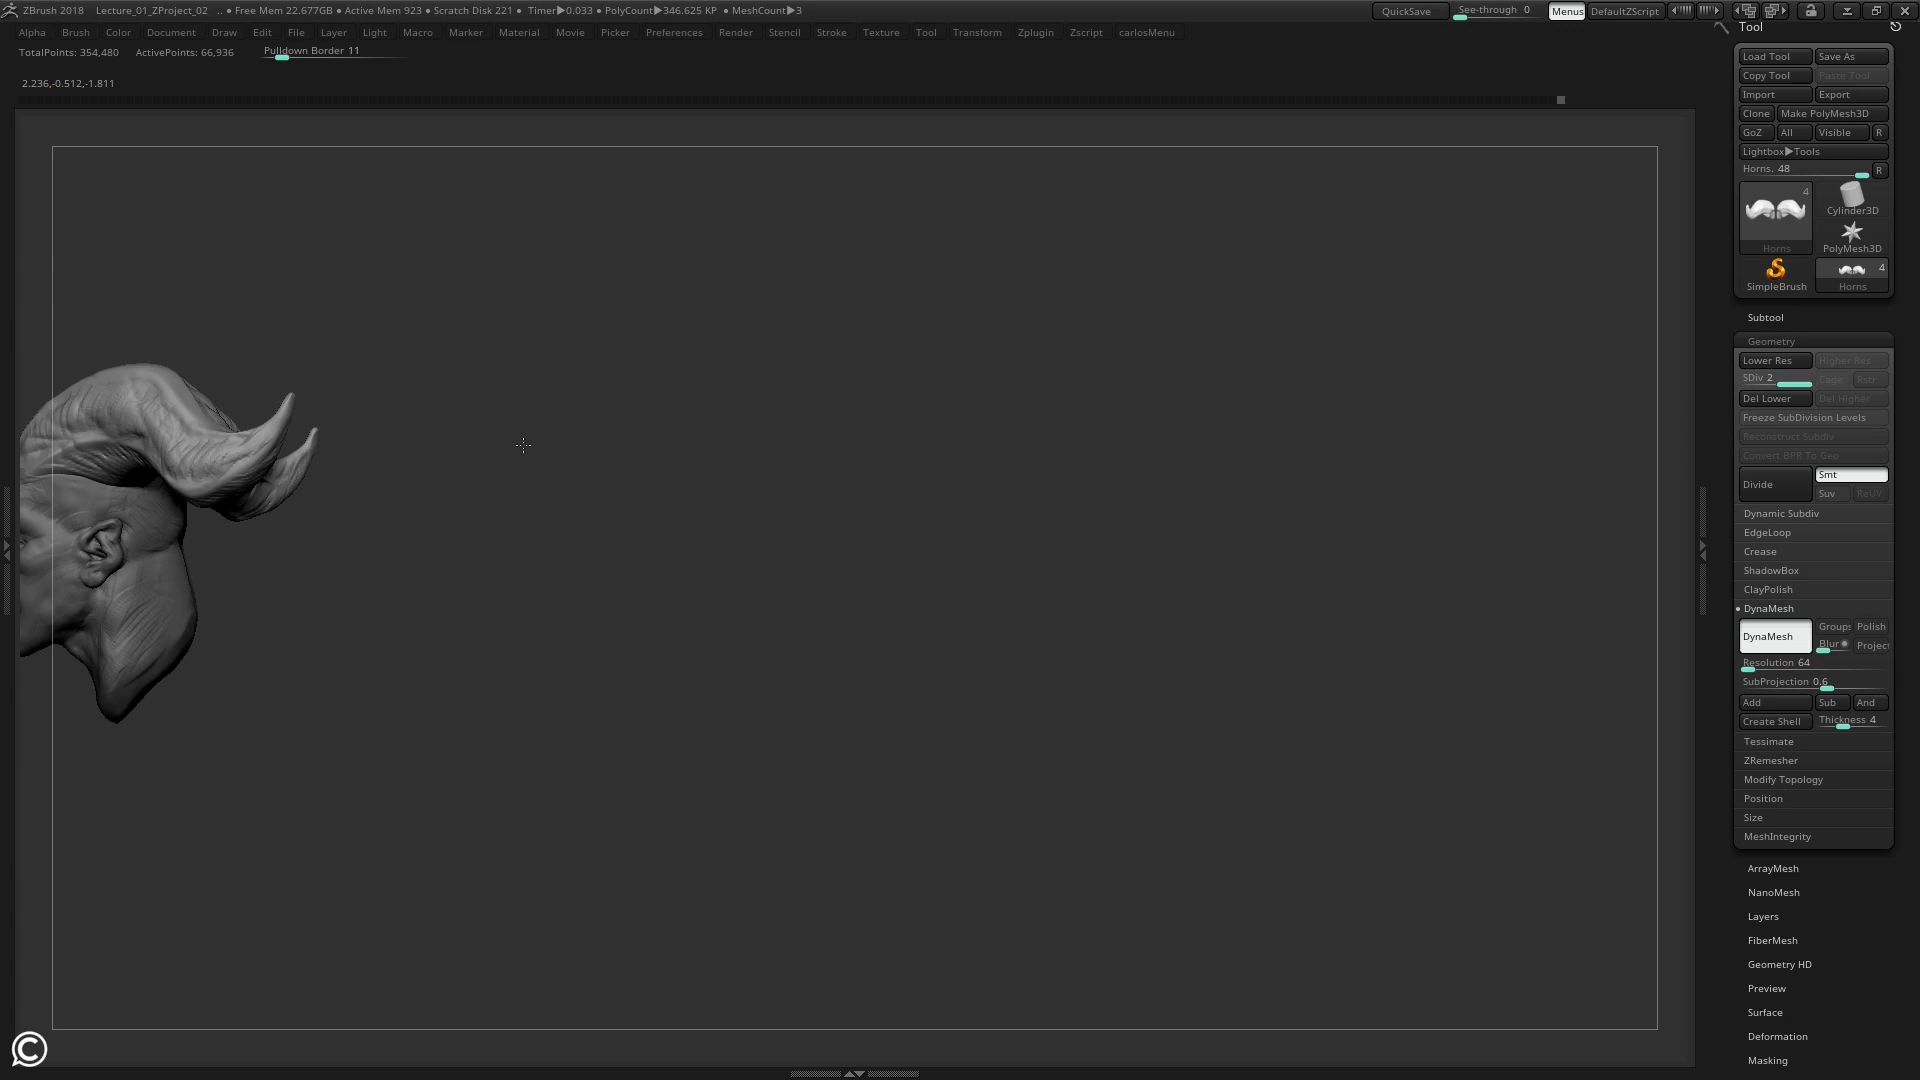 ZBrush 2018 Lecture_01_ZProject_02 .. • Free Mem 22.677GB • Active Mem 923 • Scratch Disk 221 • Timer▶0.033 • PolyCount▶346.625 KP • MeshCount▶3 QuickSave See-through 0 Menus DefaultZScript
Alpha Brush Color Document Draw Edit File Layer Light Macro Marker Material Movie Picker Preferences Render Stencil Stroke Texture Tool Transform Zplugin Zscript carlosMenu
TotalPoints: 354,480 ActivePoints: 66,936 Pulldown Border 11
2.236,-0.512,-1.811
Tool
Load Tool Save As
Copy Tool Paste Tool
Import Export
Clone Make PolyMesh3D
GoZ All Visible R
Lightbox▶Tools
Horns. 48 R
4
Cylinder3D
Horns PolyMesh3D
4
SimpleBrush Horns
Subtool
Geometry
Lower Res Higher Res
SDiv 2 Cage Rstr
Del Lower Del Higher
Freeze SubDivision Levels
Reconstruct Subdiv
Convert BPR To Geo
Divide Smt
Suv ReUV
Dynamic Subdiv
EdgeLoop
Crease
ShadowBox
ClayPolish
DynaMesh
DynaMesh Groups Polish
Blur Project
Resolution 64
SubProjection 0.6
Add Sub And
Create Shell Thickness 4
Tessimate
ZRemesher
Modify Topology
Position
Size
MeshIntegrity
ArrayMesh
NanoMesh
Layers
FiberMesh
Geometry HD
Preview
Surface
Deformation
Masking